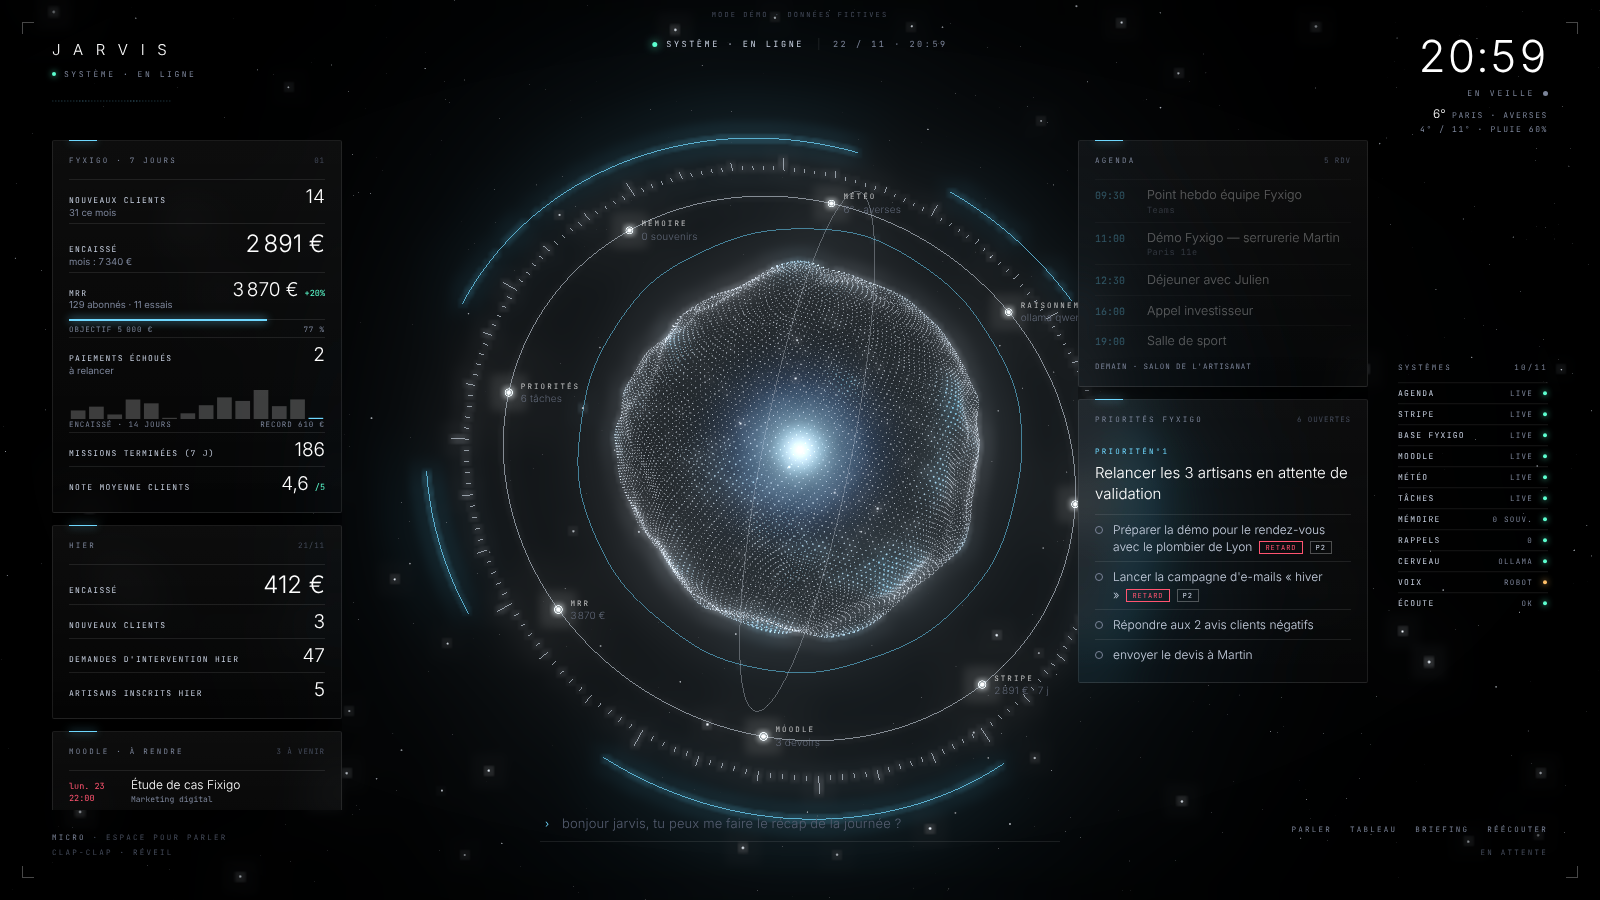 MODE DÉMO · DONNÉES FICTIVES
JARVIS
SYSTÈME · EN LIGNE
SYSTÈME · EN LIGNE
22 / 11 · 20:59
20:59
EN VEILLE
6° PARIS · AVERSES
4° / 11° · PLUIE 60%
FYXIGO · 7 JOURS
01
NOUVEAUX CLIENTS
14
31 ce mois
ENCAISSÉ
2 891 €
mois : 7 340 €
MRR
3 870 € +20%
129 abonnés · 11 essais
OBJECTIF 5 000 €
77 %
PAIEMENTS ÉCHOUÉS
2
à relancer
ENCAISSÉ · 14 JOURS
RECORD 610 €
MISSIONS TERMINÉES (7 J)
186
NOTE MOYENNE CLIENTS
4,6 /5
HIER
21/11
ENCAISSÉ
412 €
NOUVEAUX CLIENTS
3
DEMANDES D'INTERVENTION HIER
47
ARTISANS INSCRITS HIER
5
MOODLE · À RENDRE
3 À VENIR
lun. 23
22:00
Étude de cas Fixigo
Marketing digital
MICRO · ESPACE POUR PARLER
CLAP-CLAP · RÉVEIL
MÉTÉO
averses
MÉMOIRE
0 souvenirs
RAISONNEM
ollama qwen
PRIORITÉS
6 tâches
MRR
3 870 €
STRIPE
2 891 € · 7 j
MOODLE
3 devoirs
› bonjour jarvis, tu peux me faire le récap de la journée ?
AGENDA
5 RDV
09:30 Point hebdo équipe Fyxigo
Teams
11:00 Démo Fyxigo — serrurerie Martin
Paris 11e
12:30 Déjeuner avec Julien
16:00 Appel investisseur
19:00 Salle de sport
DEMAIN · SALON DE L'ARTISANAT
PRIORITÉS FYXIGO
6 OUVERTES
PRIORITÉ N°1
Relancer les 3 artisans en attente de
validation
Préparer la démo pour le rendez-vous
avec le plombier de Lyon RETARD P2
Lancer la campagne d'e-mails « hiver
» RETARD P2
Répondre aux 2 avis clients négatifs
envoyer le devis à Martin
SYSTÈMES 10/11
AGENDA LIVE
STRIPE LIVE
BASE FYXIGO LIVE
MOODLE LIVE
MÉTÉO LIVE
TÂCHES LIVE
MÉMOIRE 0 SOUV.
RAPPELS 0
CERVEAU OLLAMA
VOIX ROBOT
ÉCOUTE OK
PARLER TABLEAU BRIEFING RÉÉCOUTER
EN ATTENTE